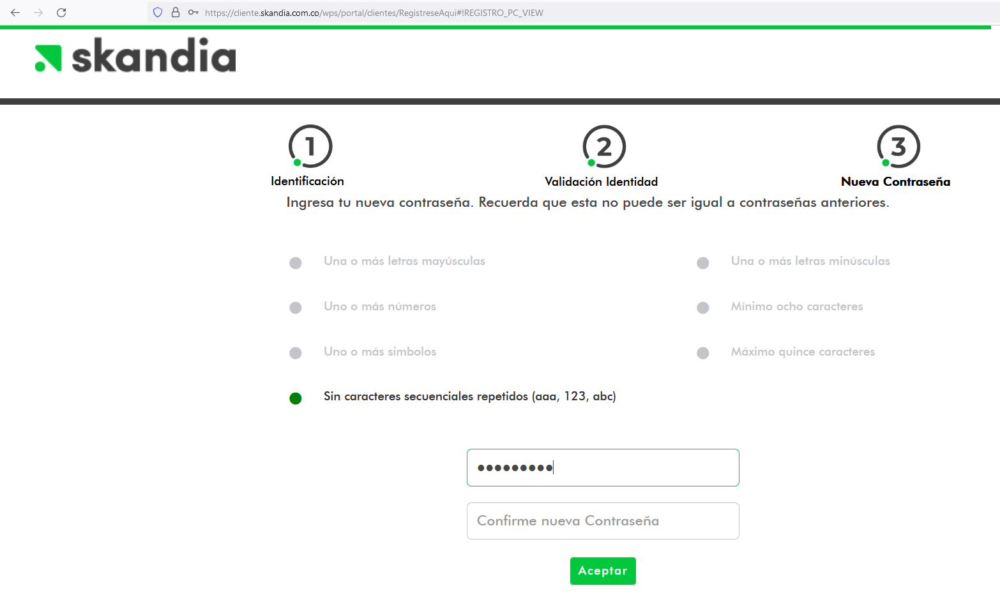 https://cliente.skandia.com.co/wps/portal/clientes/RegistreseAqui#!REGISTRO_PC_VIEW
skandia
1
2
3
Identificación
Validación Identidad
Nueva Contraseña
Ingresa tu nueva contraseña. Recuerda que esta no puede ser igual a contraseñas anteriores.
Una o más letras mayúsculas
Una o más letras minúsculas
Uno o más números
Mínimo ocho caracteres
Uno o más simbolos
Máximo quince caracteres
Sin caracteres secuenciales repetidos (aaa, 123, abc)
●●●●●●●●●
Confirme nueva Contraseña
Aceptar